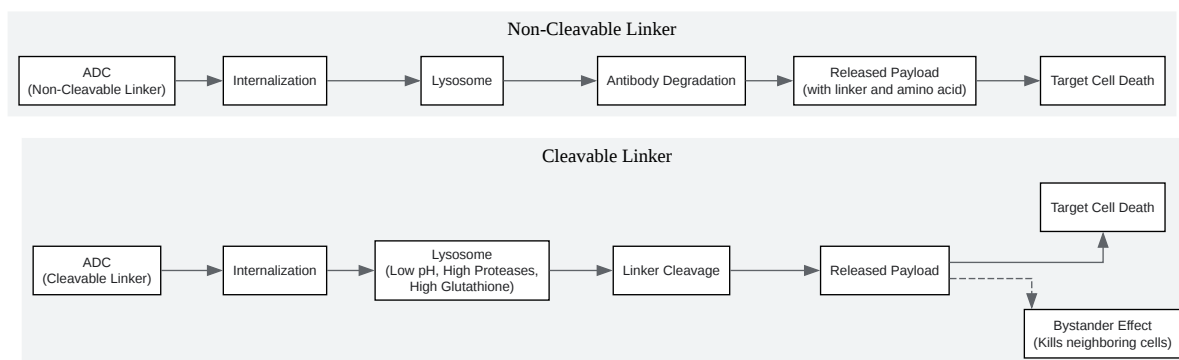 Non-Cleavable Linker
ADC
(Non-Cleavable Linker)
Internalization
Lysosome
Antibody Degradation
Released Payload
(with linker and amino acid)
Target Cell Death
Cleavable Linker
ADC
(Cleavable Linker)
Internalization
Lysosome
(Low pH, High Proteases,
High Glutathione)
Linker Cleavage
Released Payload
Target Cell Death
Bystander Effect
(Kills neighboring cells)